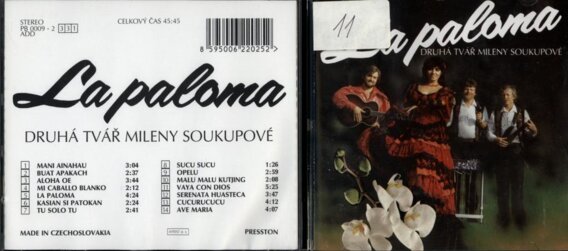 STEREO
PB 0009 - 2 331
ADD
CELKOVÝ ČAS 45:45
8 595006 220252 >
La paloma
DRUHÁ TVÁŘ MILENY SOUKUPOVÉ
1 MANI AINAHAU 3:04
2 BUAT APAKACH 2:37
3 ALOHA OE 3:44
4 MI CABALLO BLANKO 2:12
5 LA PALOMA 4:24
6 KASIAN SI PATOKAN 2:24
7 TU SOLO TU 2:41
8 SUCU SUCU 1:26
9 OPELU 2:59
10 MALU MALU KUTJING 2:08
11 VAYA CON DIOS 5:25
12 SERENATA HUASTECA 3:47
13 CUCURUCUCU 4:12
14 AVE MARIA 4:07
MADE IN CZECHOSLOVAKIA
PRESSTON
11
La paloma
DRUHÁ TVÁŘ MILENY SOUKUPOVÉ